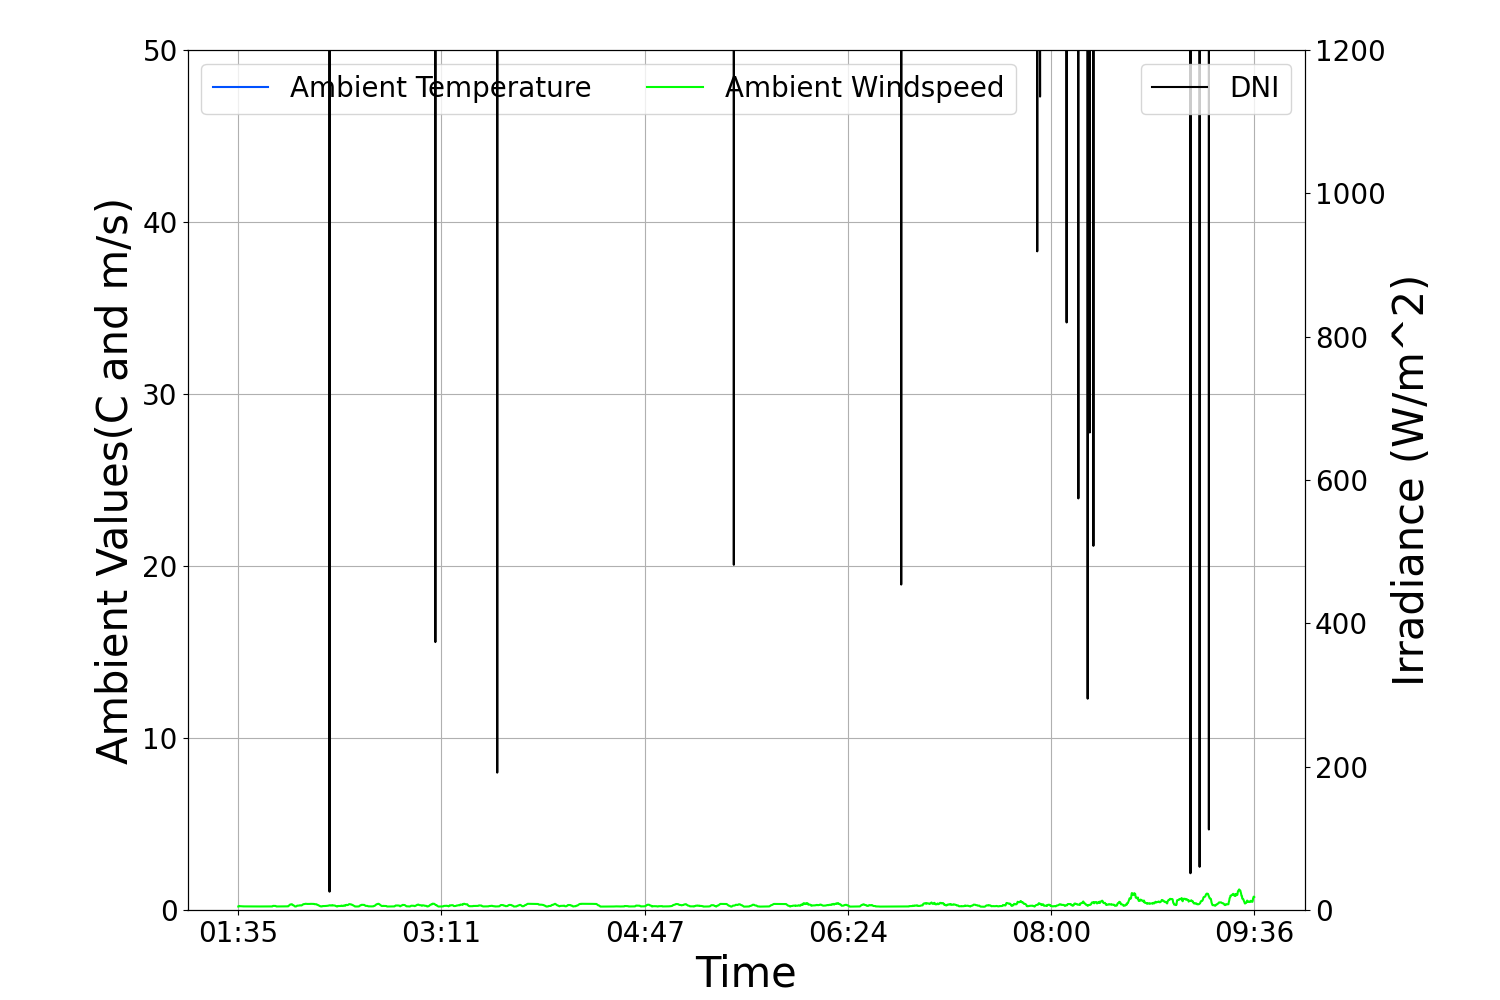 50
40
30
20
10
0
Ambient Values(C and m/s)
Ambient Temperature
Ambient Windspeed
DNI
1200
1000
800
600
400
200
0
Irradiance (W/m^2)
01:35 03:11 04:47 06:24 08:00 09:36
Time